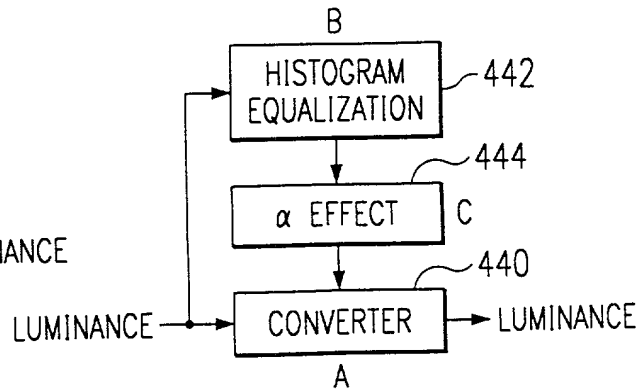 B
HISTOGRAM
EQUALIZATION
442
444
α EFFECT
C
440
LUMINANCE
CONVERTER
LUMINANCE
A